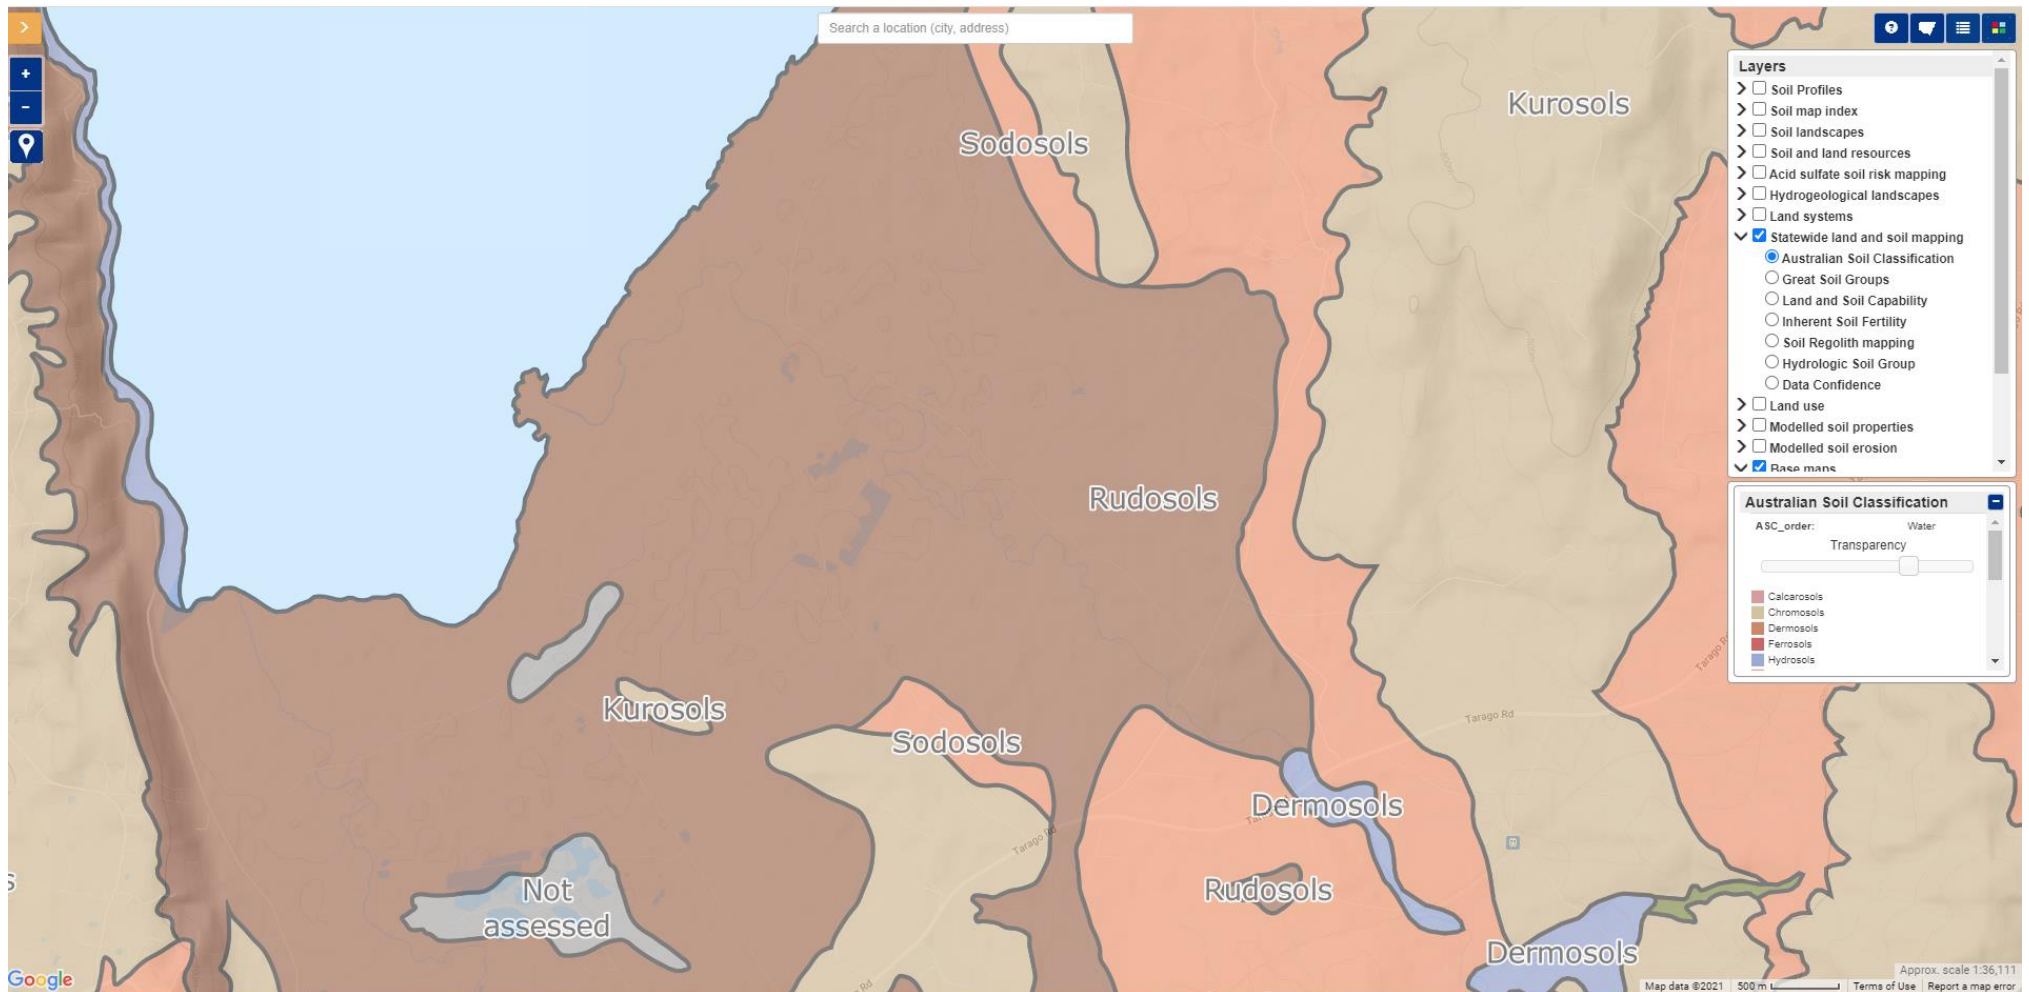 Search a location (city, address)
Layers
Soil Profiles
Soil map index
Soil landscapes
Soil and land resources
Acid sulfate soil risk mapping
Hydrogeological landscapes
Land systems
Statewide land and soil mapping
Australian Soil Classification
Great Soil Groups
Land and Soil Capability
Inherent Soil Fertility
Soil Regolith mapping
Hydrologic Soil Group
Data Confidence
Land use
Modelled soil properties
Modelled soil erosion
Base maps
Australian Soil Classification
ASC_order: Water
Transparency
Calcarosols
Chromosols
Dermosols
Ferrosols
Hydrosols
Kurosols
Sodosols
Rudosols
Kurosols
Sodosols
Tarago Rd
Tarago Rd
Dermosols
Tarago Rd
Rudosols
Not
assessed
Dermosols
s
Google
Approx. scale 1:36,111
Map data ©2021 500 m Terms of Use Report a map error